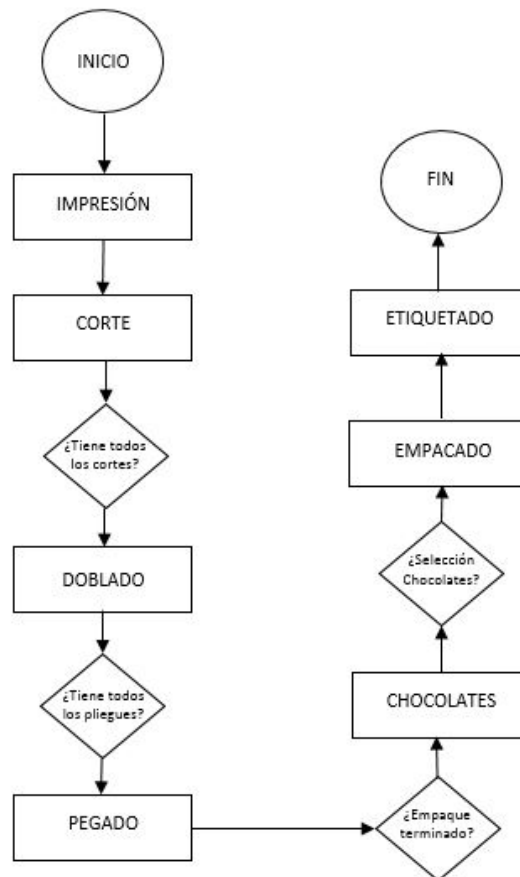 INICIO
IMPRESIÓN
CORTE
¿Tiene todos
los cortes?
DOBLADO
¿Tiene todos
los pliegues?
PEGADO
¿Empaque
terminado?
CHOCOLATES
¿Selección
Chocolates?
EMPACADO
ETIQUETADO
FIN